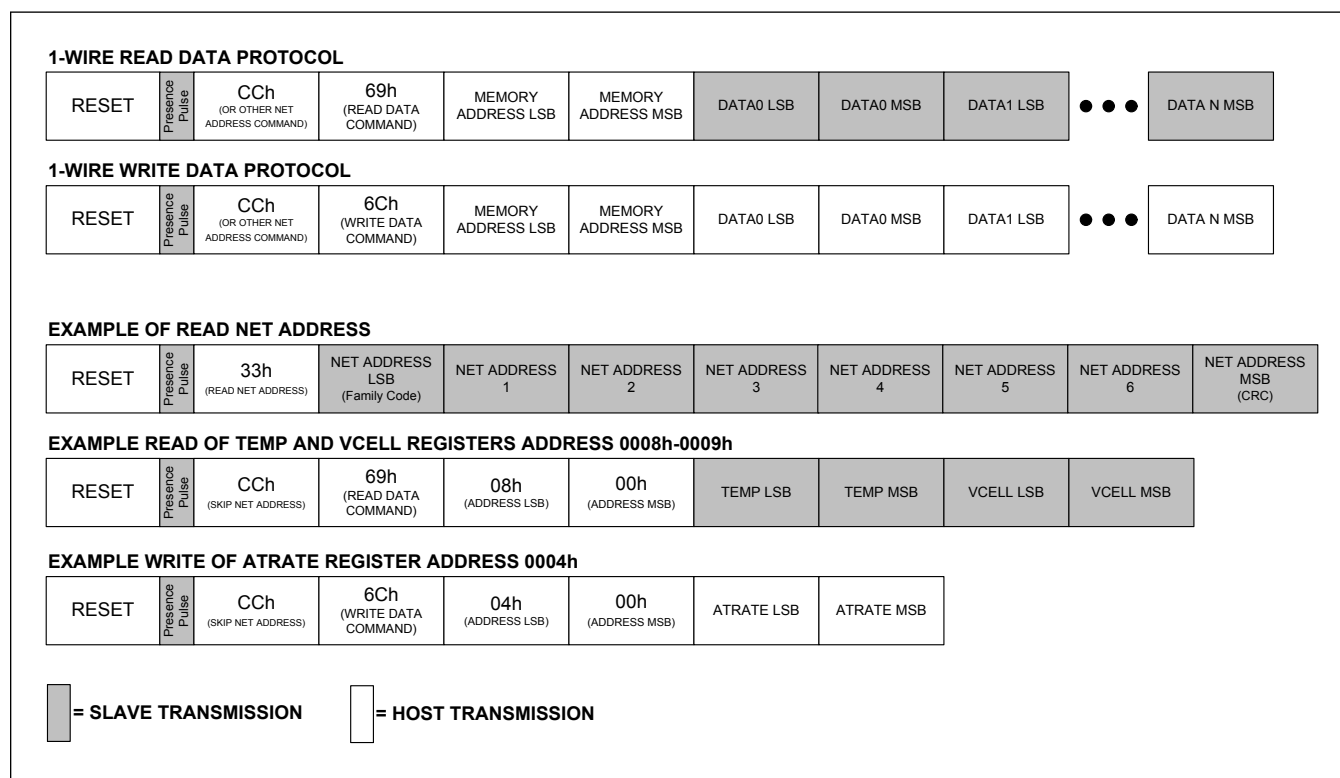 1-WIRE READ DATA PROTOCOL
RESET
Presence
Pulse
CCh
(OR OTHER NET
ADDRESS COMMAND)
69h
(READ DATA
COMMAND)
MEMORY
ADDRESS LSB
MEMORY
ADDRESS MSB
DATA0 LSB
DATA0 MSB
DATA1 LSB
DATA N MSB
1-WIRE WRITE DATA PROTOCOL
RESET
Presence
Pulse
CCh
(OR OTHER NET
ADDRESS COMMAND)
6Ch
(WRITE DATA
COMMAND)
MEMORY
ADDRESS LSB
MEMORY
ADDRESS MSB
DATA0 LSB
DATA0 MSB
DATA1 LSB
DATA N MSB
EXAMPLE OF READ NET ADDRESS
RESET
Presence
Pulse
33h
(READ NET ADDRESS)
NET ADDRESS
LSB
(Family Code)
NET ADDRESS
1
NET ADDRESS
2
NET ADDRESS
3
NET ADDRESS
4
NET ADDRESS
5
NET ADDRESS
6
NET ADDRESS
MSB
(CRC)
EXAMPLE READ OF TEMP AND VCELL REGISTERS ADDRESS 0008h-0009h
RESET
Presence
Pulse
CCh
(SKIP NET ADDRESS)
69h
(READ DATA
COMMAND)
08h
(ADDRESS LSB)
00h
(ADDRESS MSB)
TEMP LSB
TEMP MSB
VCELL LSB
VCELL MSB
EXAMPLE WRITE OF ATRATE REGISTER ADDRESS 0004h
RESET
Presence
Pulse
CCh
(SKIP NET ADDRESS)
6Ch
(WRITE DATA
COMMAND)
04h
(ADDRESS LSB)
00h
(ADDRESS MSB)
ATRATE LSB
ATRATE MSB
= SLAVE TRANSMISSION
= HOST TRANSMISSION